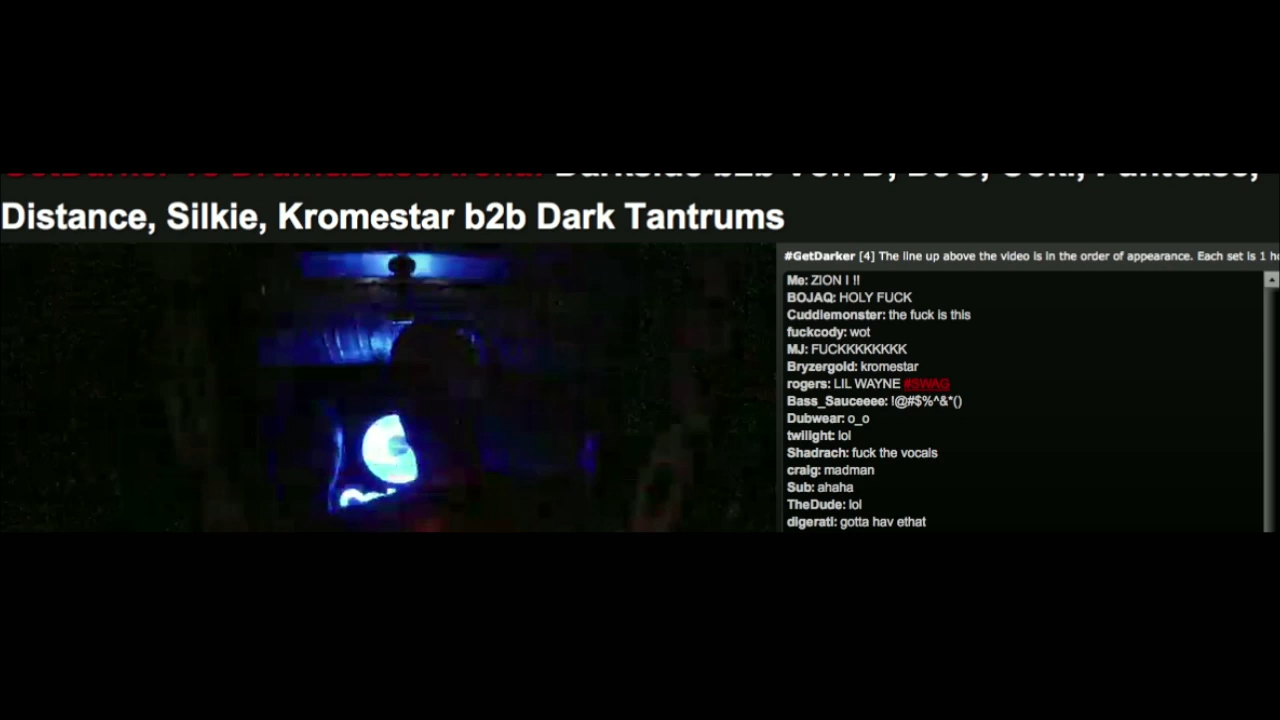 Distance, Silkie, Kromestar b2b Dark Tantrums
#GetDarker [4] The line up above the video is in the order of appearance. Each set is 1 h
Me: ZION I !!
BOJAQ: HOLY FUCK
Cuddlemonster: the fuck is this
fuckcody: wot
MJ: FUCKKKKKKKK
Bryzergold: kromestar
rogers: LIL WAYNE #SWAG
Bass_Sauceeee: !@#$%^&*()
Dubwear: o_o
twilight: lol
Shadrach: fuck the vocals
craig: madman
Sub: ahaha
TheDude: lol
digerati: gotta hav ethat